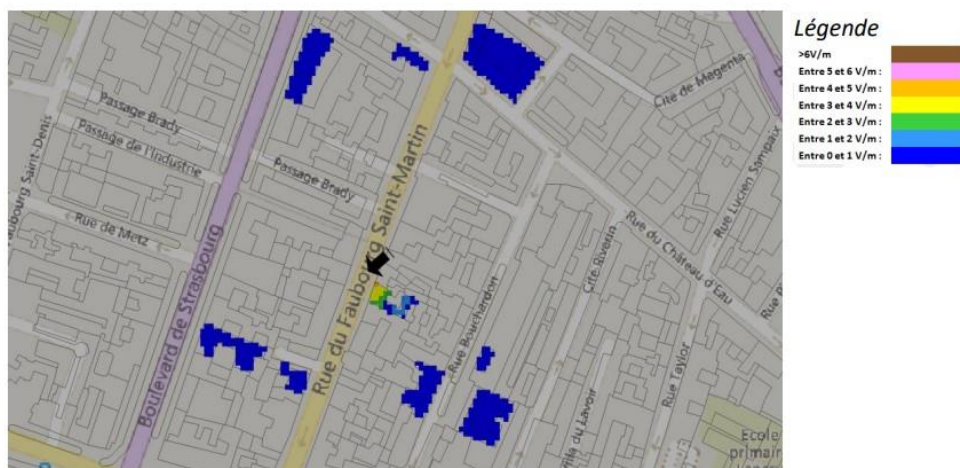 Légende
>6V/m
Entre 5 et 6 V/m :
Entre 4 et 5 V/m :
Entre 3 et 4 V/m :
Entre 2 et 3 V/m :
Entre 1 et 2 V/m :
Entre 0 et 1 V/m :
Faubourg Saint-Denis
Passage Brady
Passage de l'Industrie
Rue de Metz
Boulevard de Strasbourg
Passage Brady
Rue du Faubourg Saint-Martin
Cité de Magenta
Rue Lucien Sampaix
Rue du Château d'Eau
Cité Riverin
Rue Bouchardon
Rue Taylor
du Lavoir
Ecole
primair